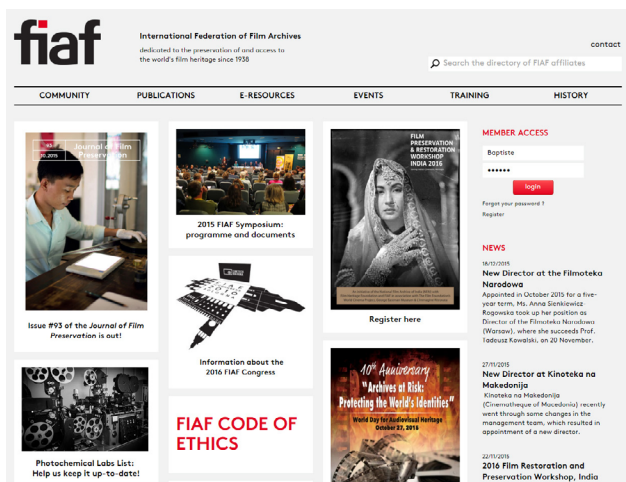 fiaf
International Federation of Film Archives
dedicated to the preservation of and access to
the world's film heritage since 1938
contact
Search the directory of FIAF affiliates
COMMUNITY
PUBLICATIONS
E-RESOURCES
EVENTS
TRAINING
HISTORY
93
10.2015
Journal of Film
Preservation
Issue #93 of the Journal of Film
Preservation is out!
Photochemical Labs List:
Help us keep it up-to-date!
2015 FIAF Symposium:
programme and documents
Information about the
2016 FIAF Congress
FIAF CODE OF
ETHICS
FILM
PRESERVATION
& RESTORATION
WORKSHOP
INDIA 2016
Register here
10th Anniversary
"Archives at Risk:
Protecting the World's Identities"
World Day for Audiovisual Heritage
October 27, 2016
MEMBER ACCESS
Baptiste
••••••
login
Forgot your password ?
Register
NEWS
18/12/2015
New Director at the Filmoteka
Narodowa
Appointed in October 2015 for a five-
year term, Ms. Anna Sienkiewicz-
Rogowska took up her position as
Director of the Filmoteka Narodowa
(Warsaw), where she succeeds Prof.
Tadeusz Kowalski, on 20 November.
27/11/2015
New Director at Kinoteka na
Makedonija
Kinoteka na Makedonija
(Cinematheque of Macedonia) recently
went through some changes in the
management team, which resulted in
appointment of a new director.
22/11/2015
2016 Film Restoration and
Preservation Workshop, India